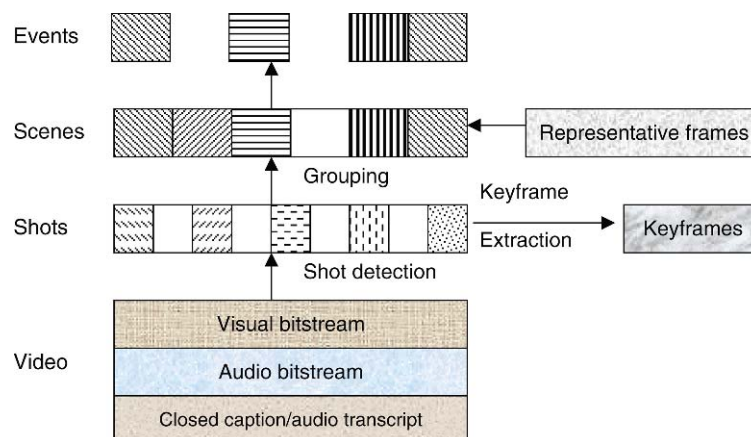 Events
Scenes
Representative frames
Grouping
Keyframe
Shots
Extraction
Keyframes
Shot detection
Visual bitstream
Video
Audio bitstream
Closed caption/audio transcript